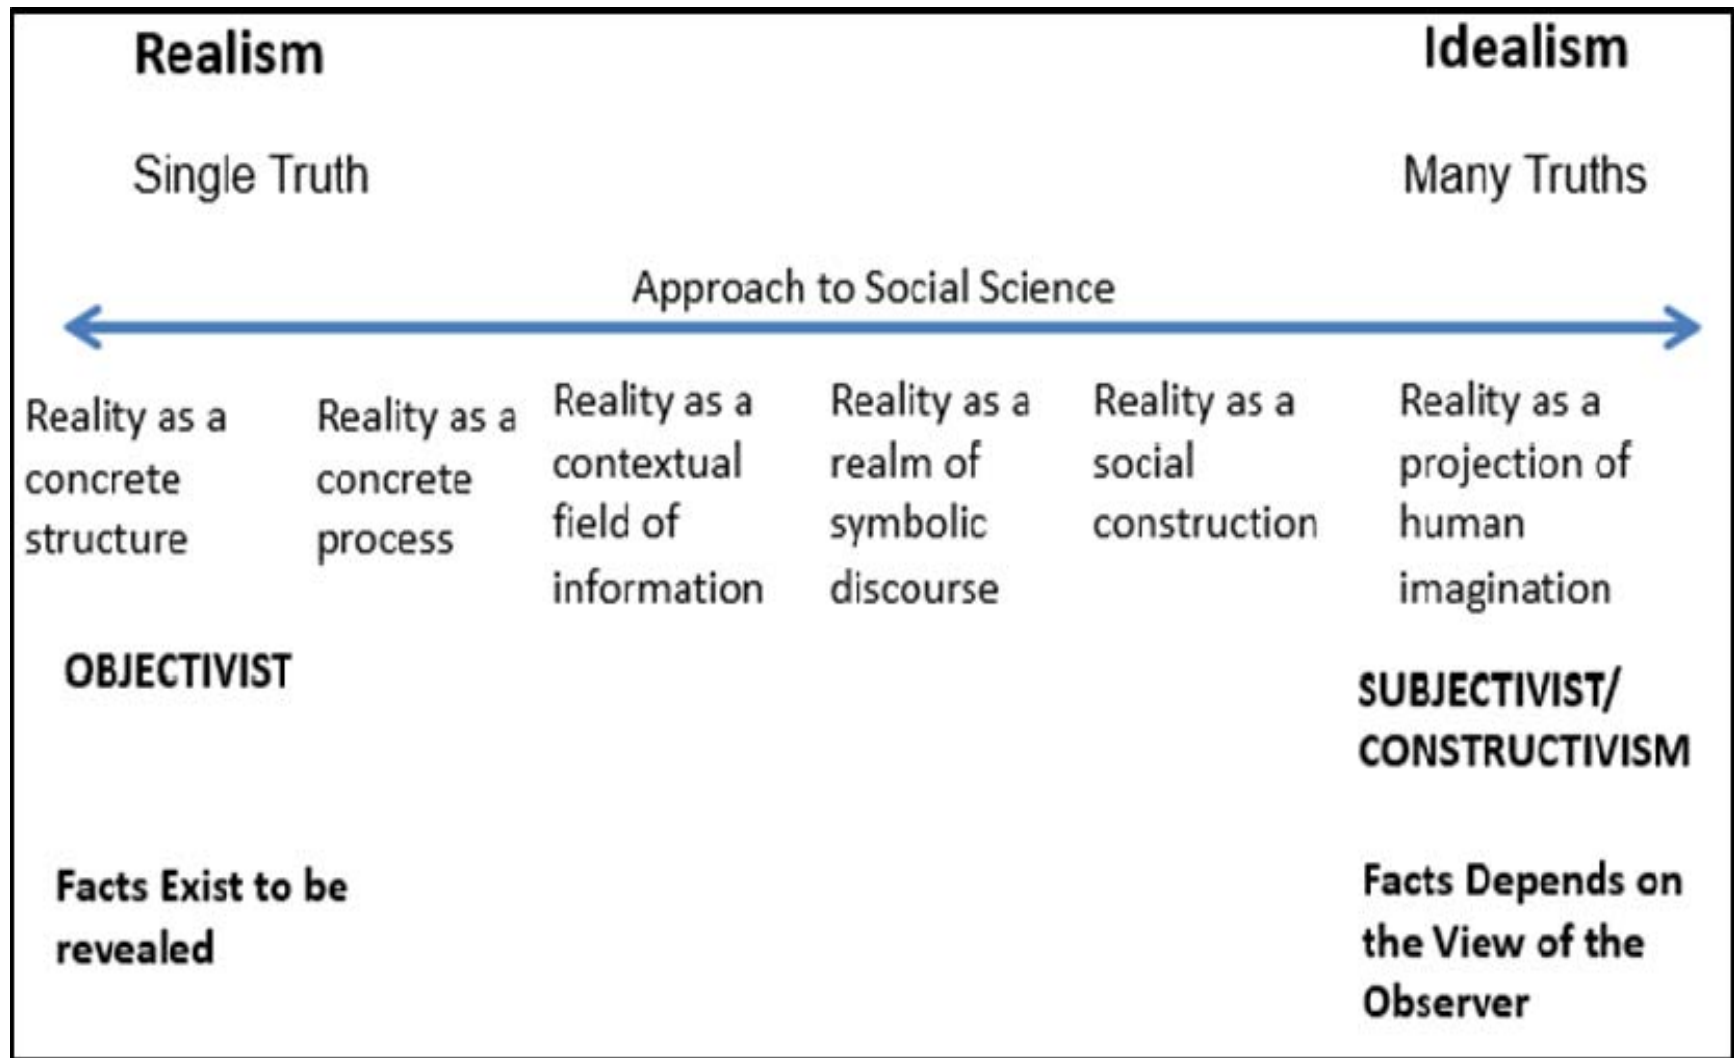 Realism
Idealism
Single Truth
Many Truths
Approach to Social Science
Reality as a
concrete
structure
Reality as a
concrete
process
Reality as a
contextual
field of
information
Reality as a
realm of
symbolic
discourse
Reality as a
social
construction
Reality as a
projection of
human
imagination
OBJECTIVIST
SUBJECTIVIST/
CONSTRUCTIVISM
Facts Exist to be
revealed
Facts Depends on
the View of the
Observer